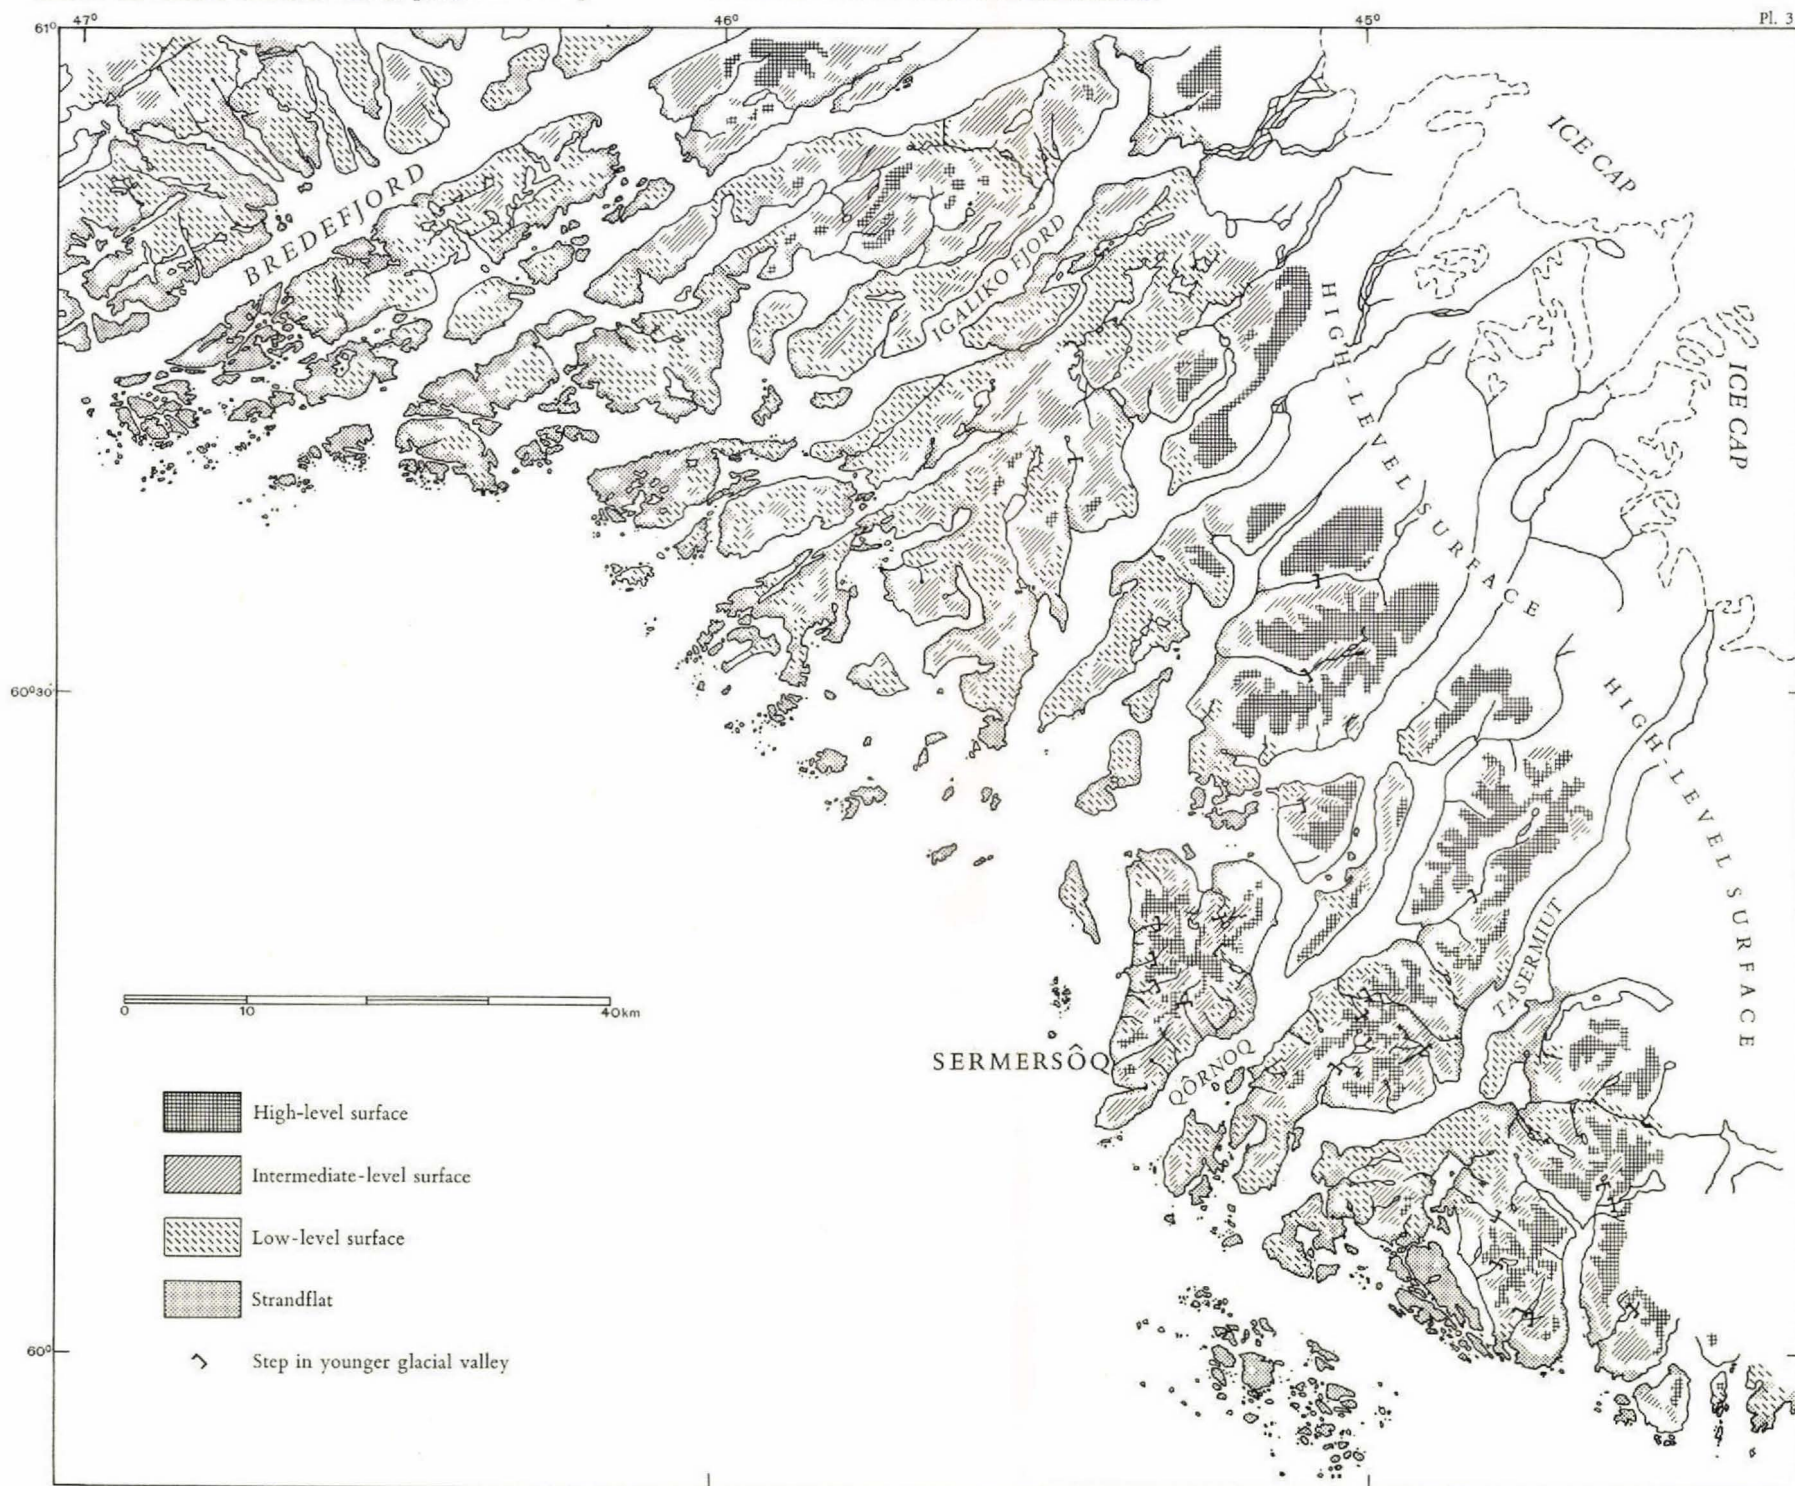 47°
46°
45°
Pl. 3
61°
ICE CAP
BREDEFJORD
IGALIKO FJORD
HIGH-LEVEL SURFACE
ICE CAP
60°30'
HIGH-LEVEL SURFACE
TASERMIUT
0 10 40km
SERMERSÔQ
QÔRNOQ
High-level surface
Intermediate-level surface
Low-level surface
Strandflat
Step in younger glacial valley
60°